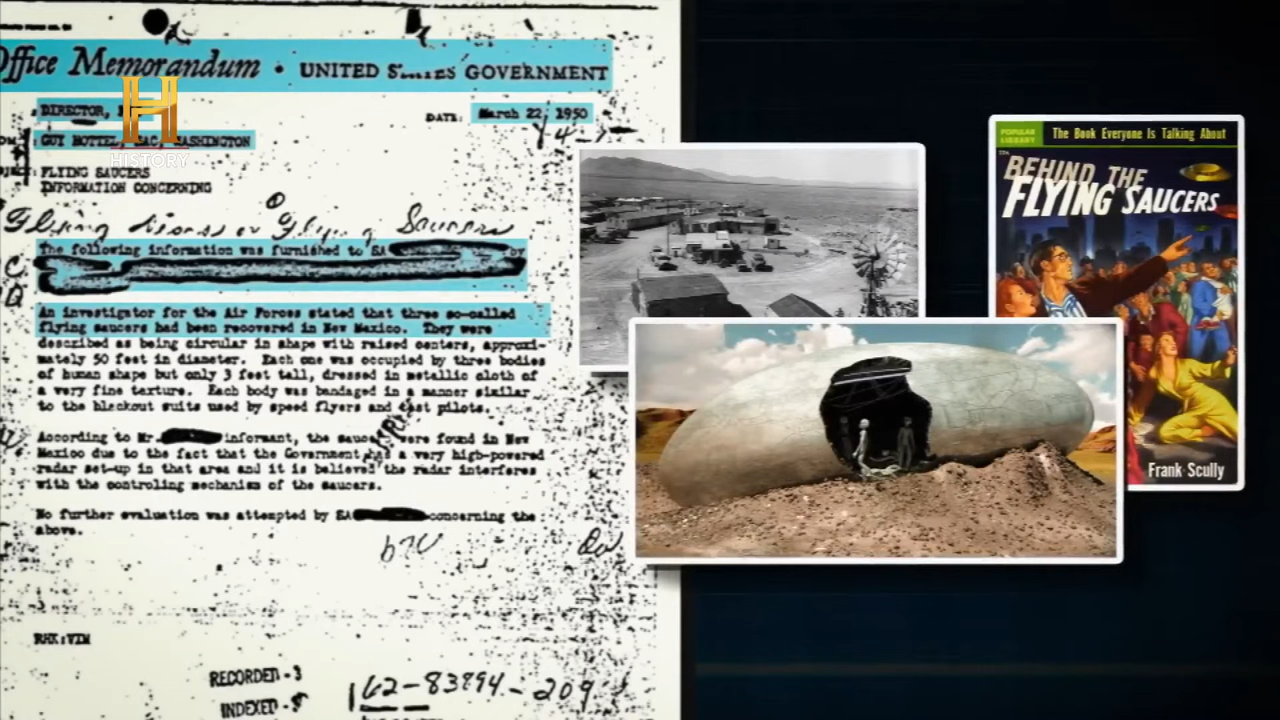 Office Memorandum • UNITED STATES GOVERNMENT
DIRECTOR,
DATE: March 22, 1950
GUY HOTTEL, SAC, WASHINGTON
HISTORY
FLYING SAUCERS
INFORMATION CONCERNING
Flying Discs or Flying Saucers
The following information was furnished to SA by
An investigator for the Air Forces stated that three so-called
flying saucers had been recovered in New Mexico. They were
described as being circular in shape with raised centers, approxi-
mately 50 feet in diameter. Each one was occupied by three bodies
of human shape but only 3 feet tall, dressed in metallic cloth of
a very fine texture. Each body was bandaged in a manner similar
to the blackout suits used by speed flyers and test pilots.
According to Mr. informant, the saucers were found in New
Mexico due to the fact that the Government has a very high-powered
radar set-up in that area and it is believed the radar interferes
with the controling mechanism of the saucers.
No further evaluation was attempted by SA concerning the
above.
b7C
RHK:VIM
RECORDED - 3
162-83894-209
INDEXED - 
POPULAR
LIBRARY
The Book Everyone Is Talking About
BEHIND THE
FLYING SAUCERS
Frank Scully